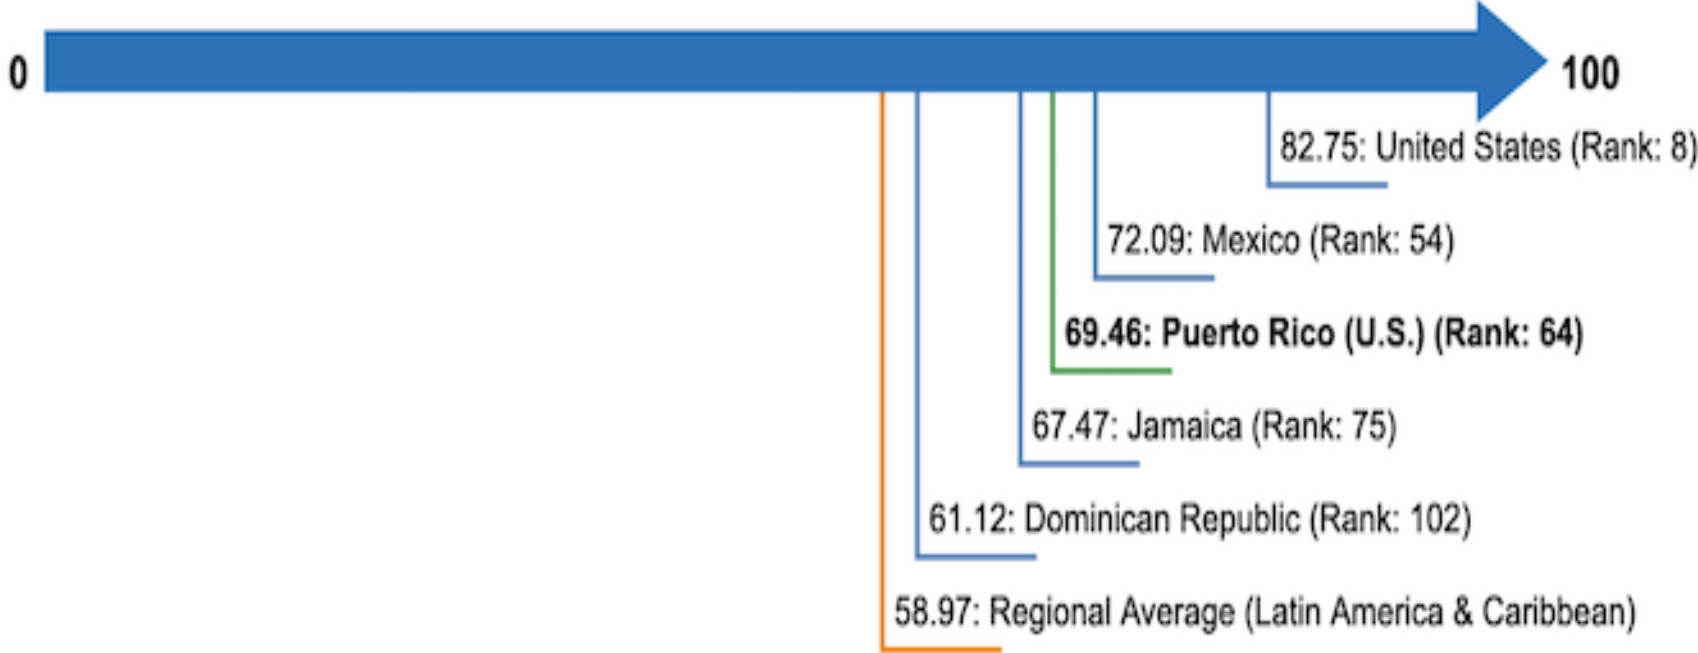 0
100
82.75: United States (Rank: 8)
72.09: Mexico (Rank: 54)
69.46: Puerto Rico (U.S.) (Rank: 64)
67.47: Jamaica (Rank: 75)
61.12: Dominican Republic (Rank: 102)
58.97: Regional Average (Latin America & Caribbean)